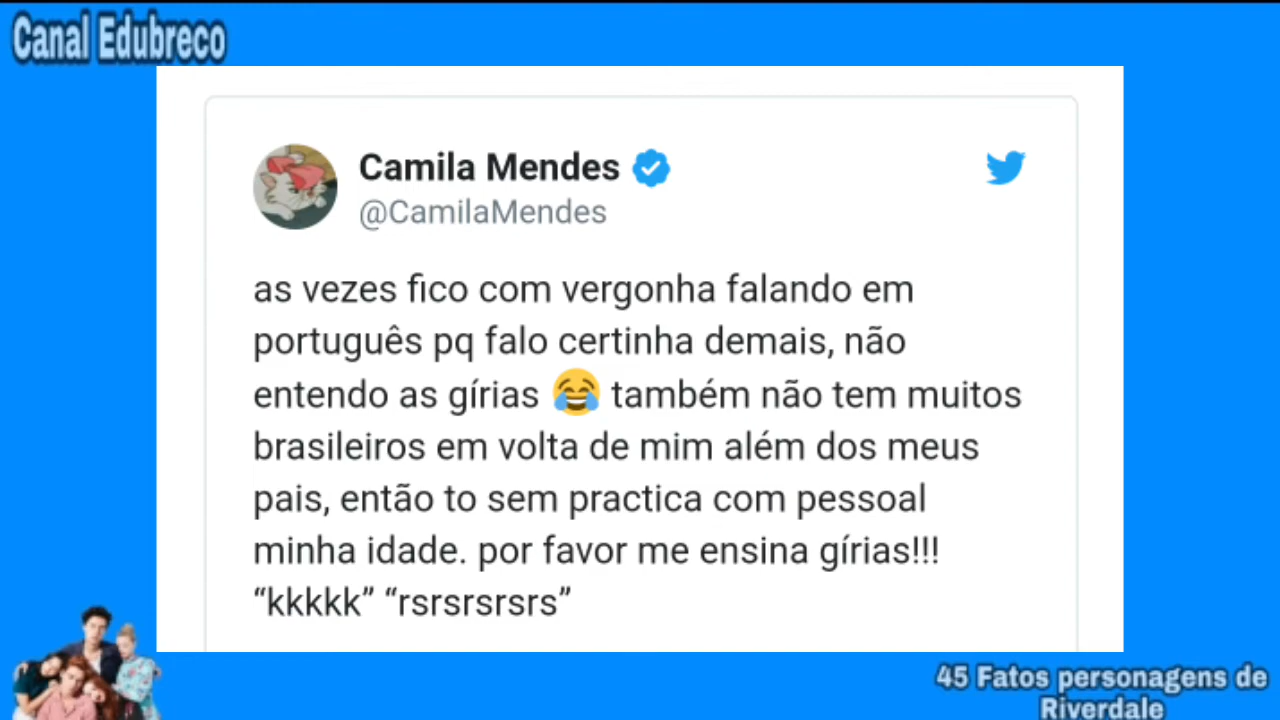 Canal Edubreco
Camila Mendes
@CamilaMendes
as vezes fico com vergonha falando em
português pq falo certinha demais, não
entendo as gírias 😂 também não tem muitos
brasileiros em volta de mim além dos meus
pais, então to sem practica com pessoal
minha idade. por favor me ensina gírias!!!
“kkkkk” “rsrsrsrsrs”
45 Fatos personagens de
Riverdale